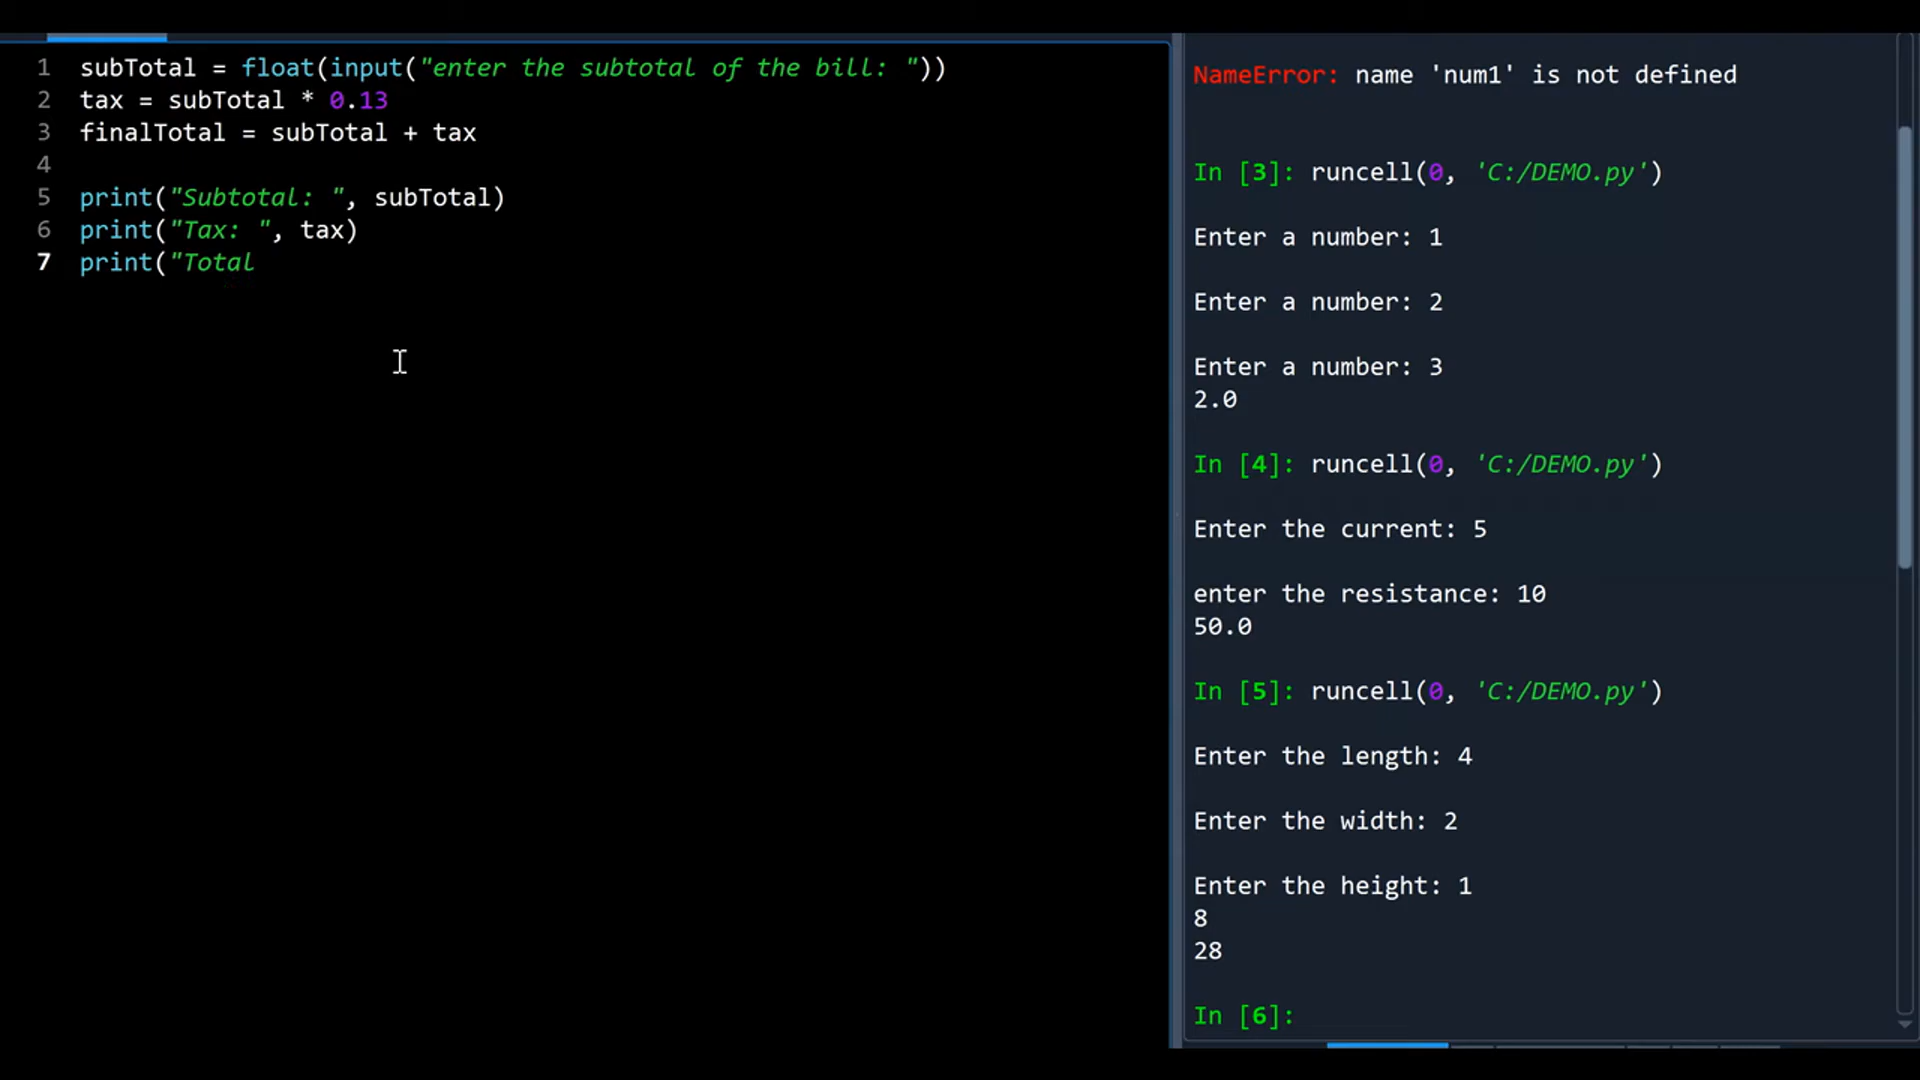 1 subTotal = float(input("enter the subtotal of the bill: "))
2 tax = subTotal * 0.13
3 finalTotal = subTotal + tax
4
5 print("Subtotal: ", subTotal)
6 print("Tax: ", tax)
7 print("Total
NameError: name 'num1' is not defined
In [3]: runcell(0, 'C:/DEMO.py')
Enter a number: 1
Enter a number: 2
Enter a number: 3
2.0
In [4]: runcell(0, 'C:/DEMO.py')
Enter the current: 5
enter the resistance: 10
50.0
In [5]: runcell(0, 'C:/DEMO.py')
Enter the length: 4
Enter the width: 2
Enter the height: 1
8
28
In [6]: